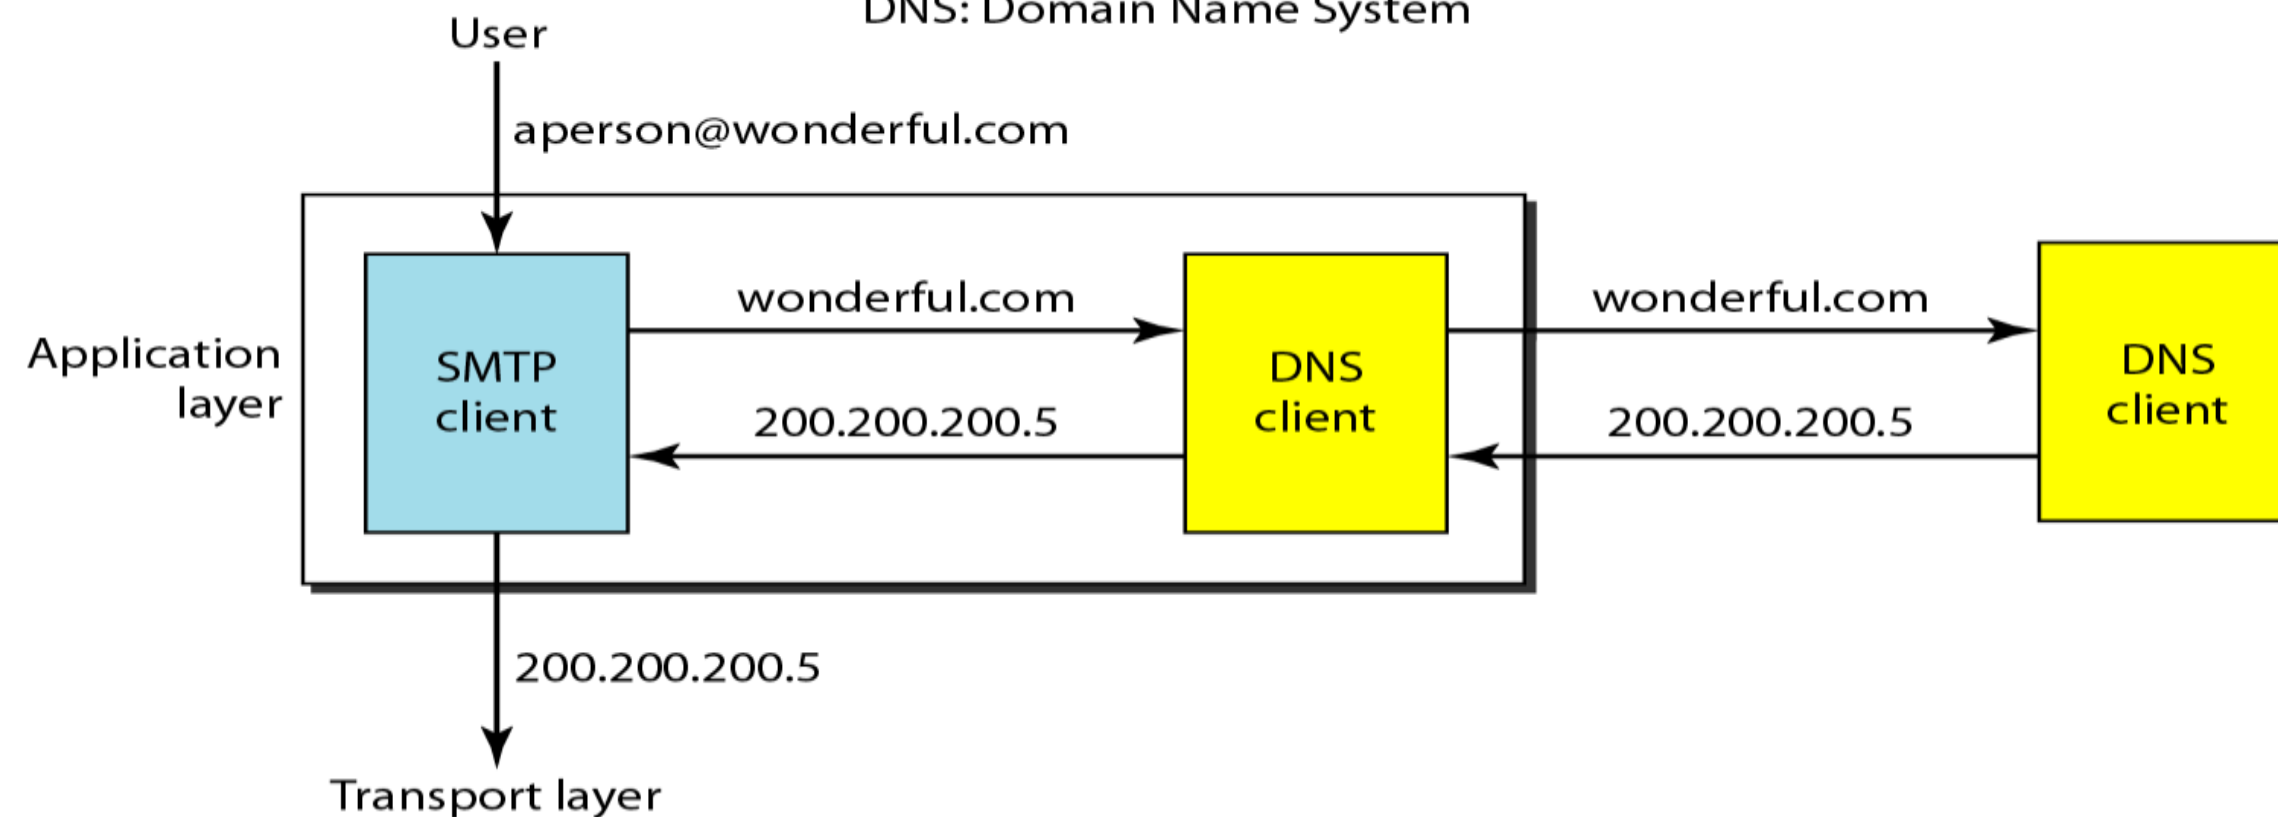 DNS: Domain Name System
User
aperson@wonderful.com
wonderful.com
wonderful.com
Application
layer
SMTP
client
DNS
client
DNS
client
200.200.200.5
200.200.200.5
200.200.200.5
Transport layer